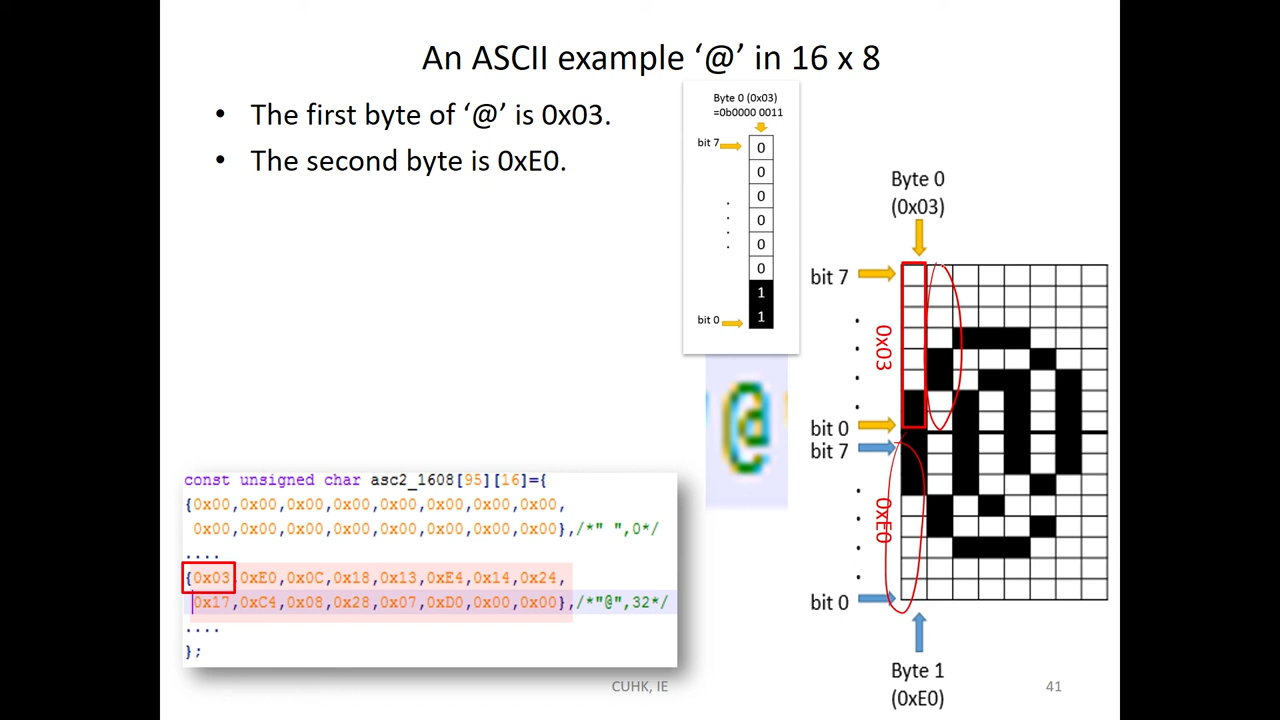 An ASCII example ‘@’ in 16 x 8
• The first byte of ‘@’ is 0x03.
• The second byte is 0xE0.
Byte 0 (0x03)
=0b0000 0011
bit 7
0
0
0
0
0
0
1
1
bit 0
Byte 0
(0x03)
bit 7
0x03
bit 0
bit 7
0xE0
bit 0
Byte 1
(0xE0)
@
const unsigned char asc2_1608[95][16]={
{0x00,0x00,0x00,0x00,0x00,0x00,0x00,0x00,
0x00,0x00,0x00,0x00,0x00,0x00,0x00,0x00},/*" ",0*/
....
{0x03,0xE0,0x0C,0x18,0x13,0xE4,0x14,0x24,
0x17,0xC4,0x08,0x28,0x07,0xD0,0x00,0x00},/*"@",32*/
....
};
CUHK, IE
41